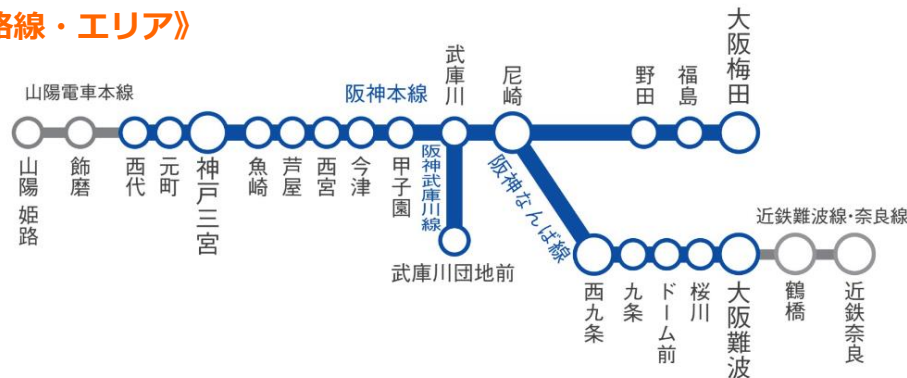 路線・エリア》
山陽電車本線
阪神本線
山陽 姫路
飾磨
西代
元町
神戸三宮
魚崎
芦屋
西宮
今津
甲子園
武庫川
尼崎
野田
福島
大阪梅田
阪神武庫川線
武庫川団地前
阪神なんば線
西九条
九条
ドーム前
桜川
大阪難波
近鉄難波線・奈良線
鶴橋
近鉄奈良